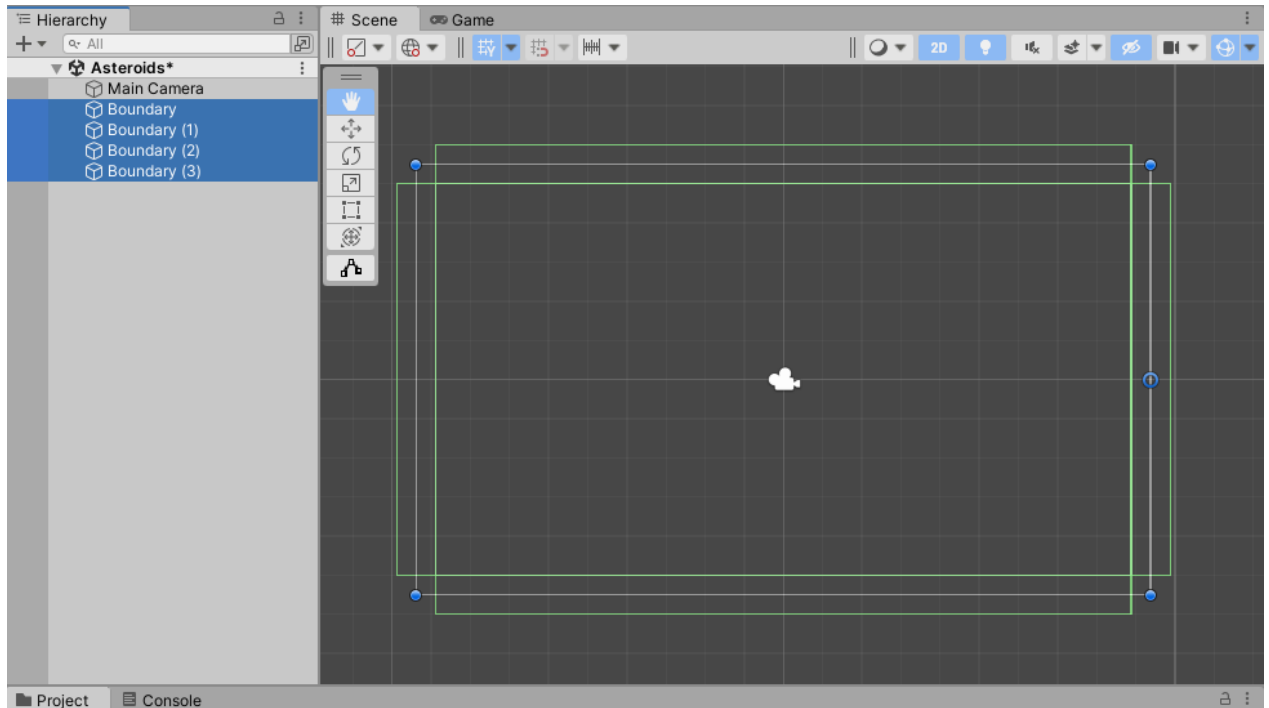 Hierarchy
Scene
Game
All
2D
Asteroids*
Main Camera
Boundary
Boundary (1)
Boundary (2)
Boundary (3)
Project
Console